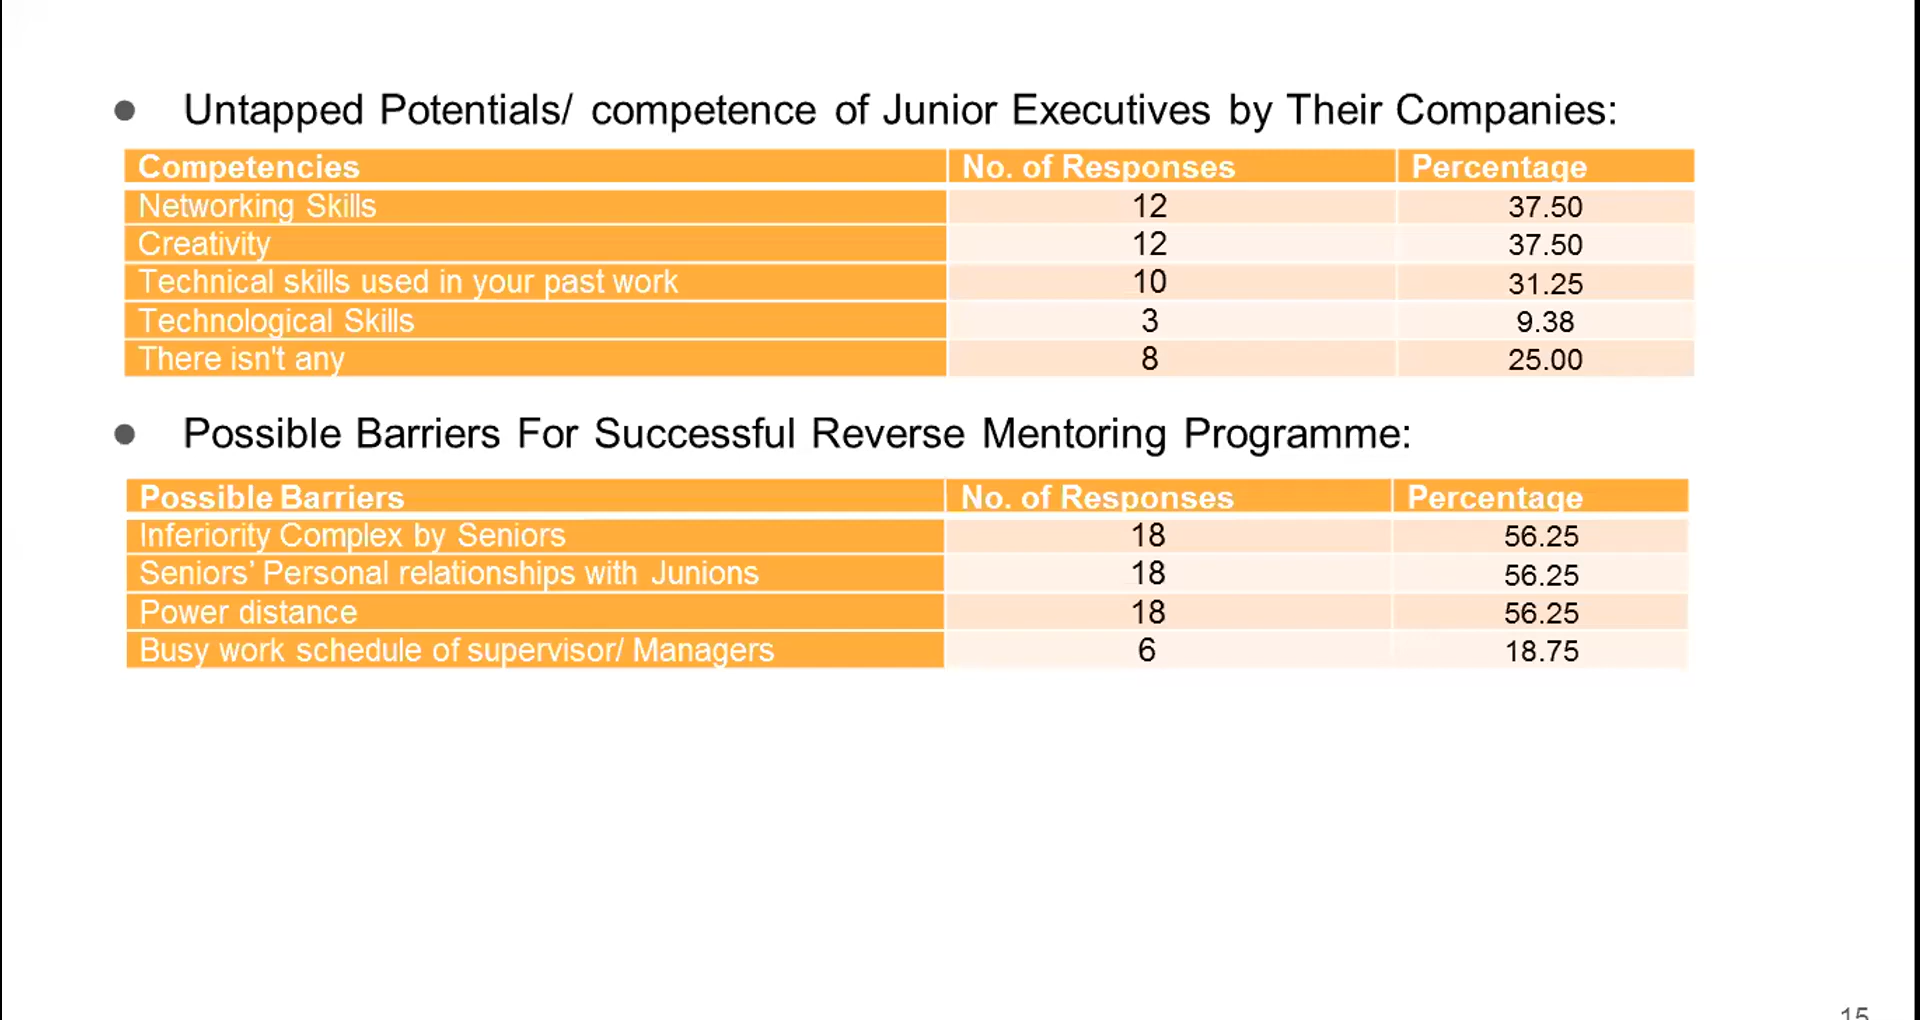 ● Untapped Potentials/ competence of Junior Executives by Their Companies:
Competencies No. of Responses Percentage
Networking Skills 12 37.50
Creativity 12 37.50
Technical skills used in your past work 10 31.25
Technological Skills 3 9.38
There isn't any 8 25.00
● Possible Barriers For Successful Reverse Mentoring Programme:
Possible Barriers No. of Responses Percentage
Inferiority Complex by Seniors 18 56.25
Seniors’ Personal relationships with Junions 18 56.25
Power distance 18 56.25
Busy work schedule of supervisor/ Managers 6 18.75
15